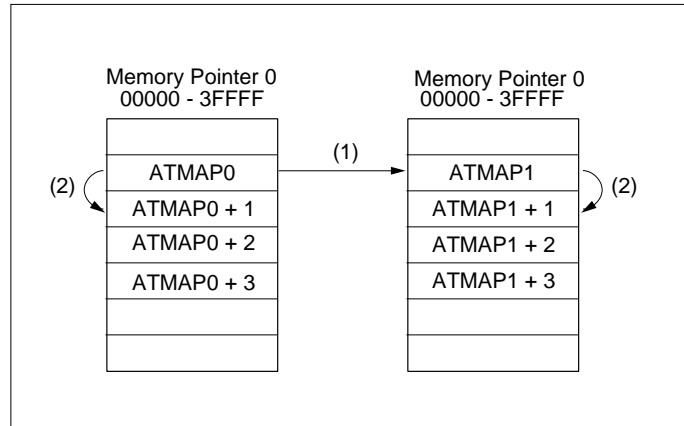 Memory Pointer 0
00000 - 3FFFF
Memory Pointer 0
00000 - 3FFFF
(1)
ATMAP0
ATMAP1
(2)
(2)
ATMAP0 + 1
ATMAP1 + 1
ATMAP0 + 2
ATMAP1 + 2
ATMAP0 + 3
ATMAP1 + 3